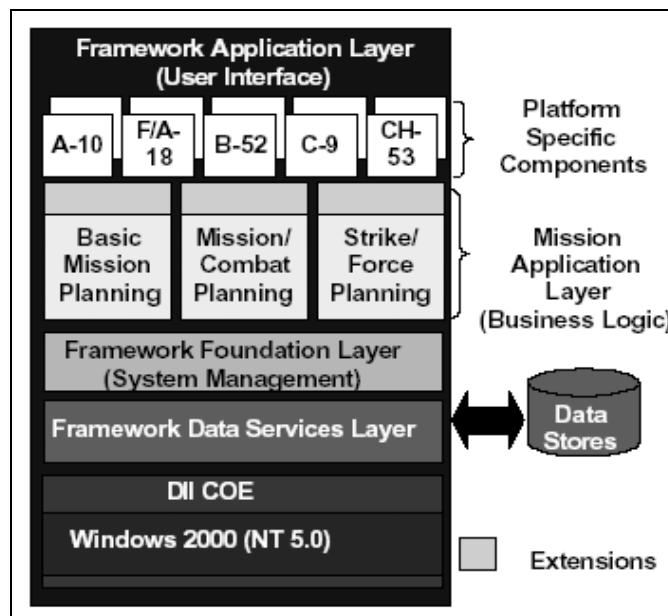 Framework Application Layer
(User Interface)
A-10
F/A-
18
B-52
C-9
CH-
53
Platform
Specific
Components
Basic
Mission
Planning
Mission/
Combat
Planning
Strike/
Force
Planning
Mission
Application
Layer
(Business Logic)
Framework Foundation Layer
(System Management)
Framework Data Services Layer
Data
Stores
DII COE
Windows 2000 (NT 5.0)
Extensions